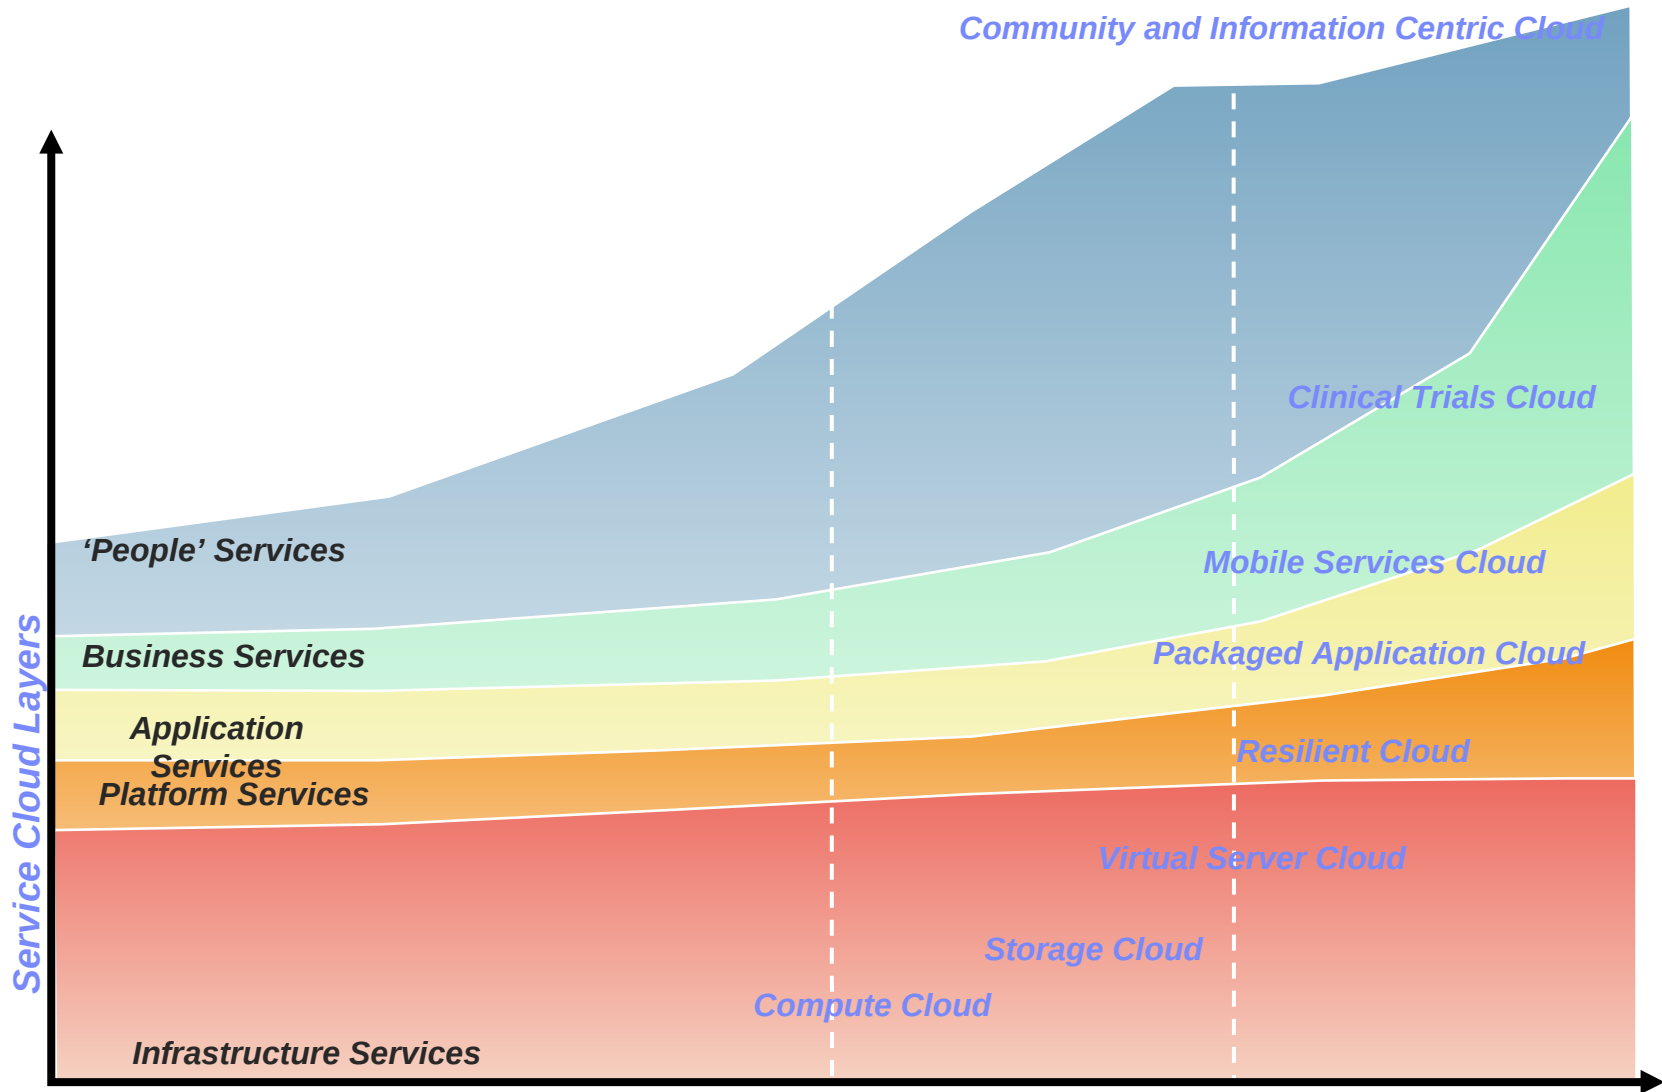 Community and Information Centric Cloud
Clinical Trials Cloud
‘People’ Services
Mobile Services Cloud
Business Services
Packaged Application Cloud
Application
Services
Resilient Cloud
Platform Services
Service Cloud Layers
Virtual Server Cloud
Storage Cloud
Compute Cloud
Infrastructure Services